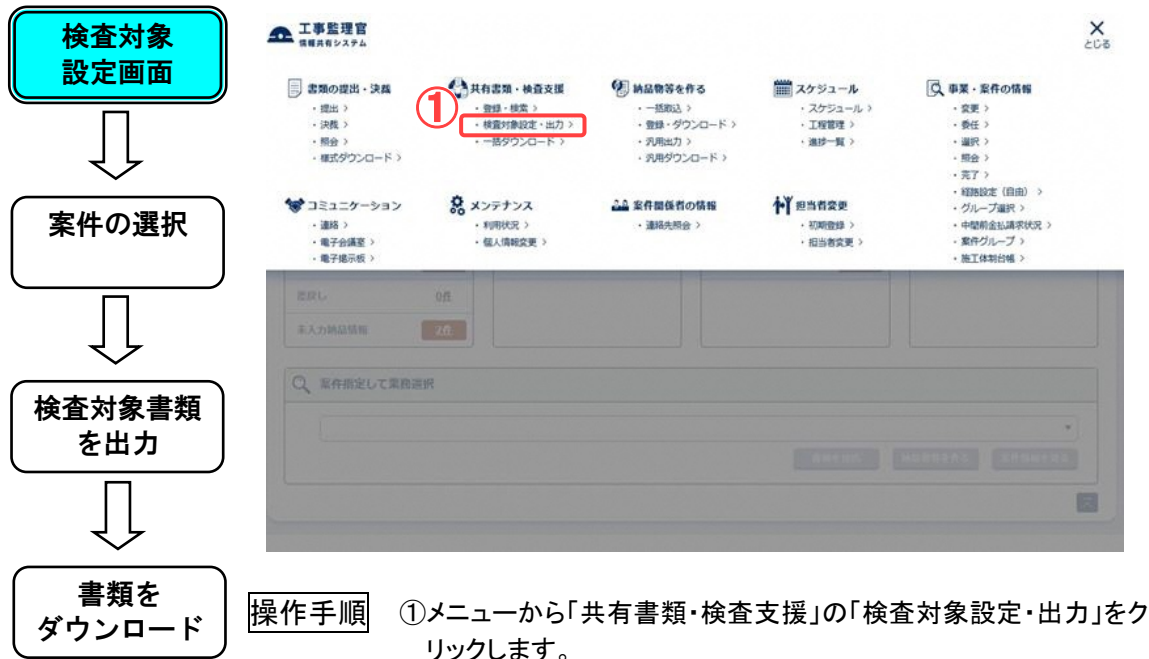 検査対象
設定画面
案件の選択
検査対象書類
を出力
書類を
ダウンロード
工事監理官
情報共有システム
×
とじる
書類の提出・決裁
・提出 >
・決裁 >
・照会 >
・様式ダウンロード >
①
共有書類・検査支援
・登録・検索 >
・検査対象設定・出力 >
・一括ダウンロード >
納品物等を作る
・一括取込 >
・登録・ダウンロード >
・汎用出力 >
・汎用ダウンロード >
スケジュール
・スケジュール >
・工程管理 >
・進捗一覧 >
事業・案件の情報
・変更 >
・委任 >
・選択 >
・照会 >
・完了 >
・経路設定（自由） >
・グループ選択 >
・中間前金払請求状況 >
・案件グループ >
・施工体制台帳 >
コミュニケーション
・連絡 >
・電子会議室 >
・電子掲示板 >
メンテナンス
・利用状況 >
・個人情報変更 >
案件関係者の情報
・連絡先照会 >
担当者変更
・初期登録 >
・担当者変更 >
差戻し 0件
未入力納品情報 2件
案件指定して業務選択
操作手順 ①メニューから「共有書類・検査支援」の「検査対象設定・出力」をク
リックします。